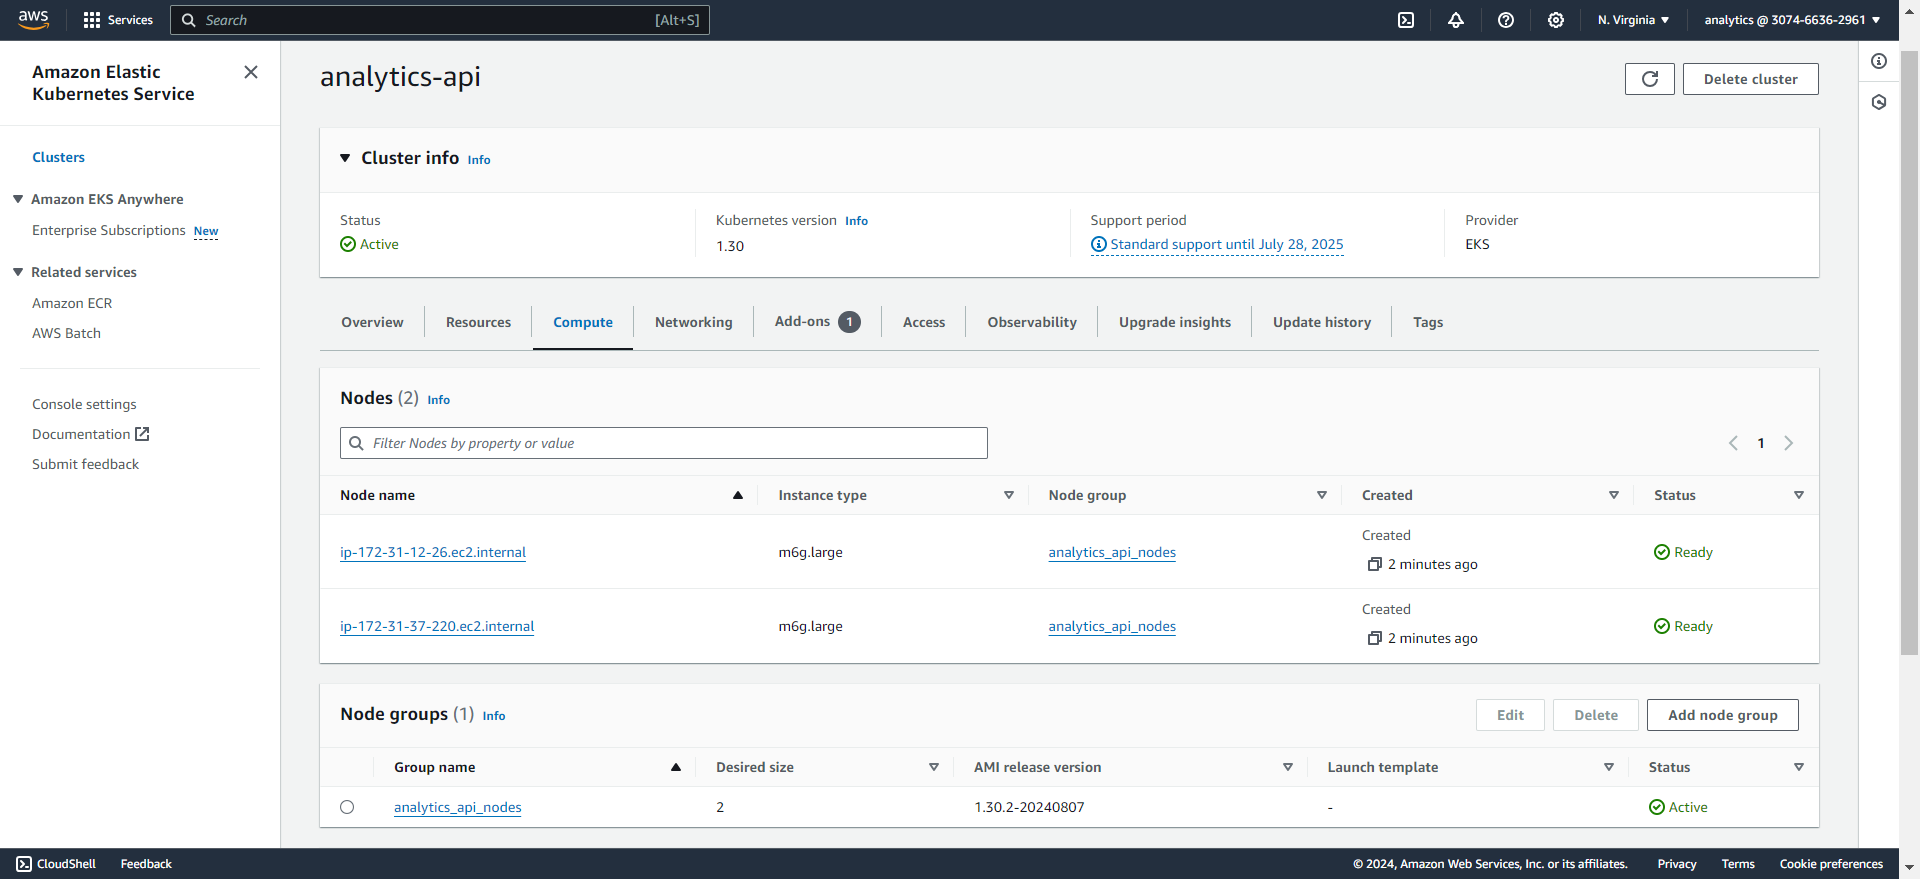 aws
Services
Search
[Alt+S]
N. Virginia
analytics @ 3074-6636-2961
Amazon Elastic
Kubernetes Service
Clusters
Amazon EKS Anywhere
Enterprise Subscriptions New
Related services
Amazon ECR
AWS Batch
Console settings
Documentation
Submit feedback
analytics-api
Delete cluster
Cluster info Info
Status
Active
Kubernetes version Info
1.30
Support period
Standard support until July 28, 2025
Provider
EKS
Overview
Resources
Compute
Networking
Add-ons 1
Access
Observability
Upgrade insights
Update history
Tags
Nodes (2) Info
Filter Nodes by property or value
1
Node name
Instance type
Node group
Created
Status
ip-172-31-12-26.ec2.internal
m6g.large
analytics_api_nodes
Created
2 minutes ago
Ready
ip-172-31-37-220.ec2.internal
m6g.large
analytics_api_nodes
Created
2 minutes ago
Ready
Node groups (1) Info
Edit
Delete
Add node group
Group name
Desired size
AMI release version
Launch template
Status
analytics_api_nodes
2
1.30.2-20240807
-
Active
CloudShell
Feedback
© 2024, Amazon Web Services, Inc. or its affiliates.
Privacy
Terms
Cookie preferences